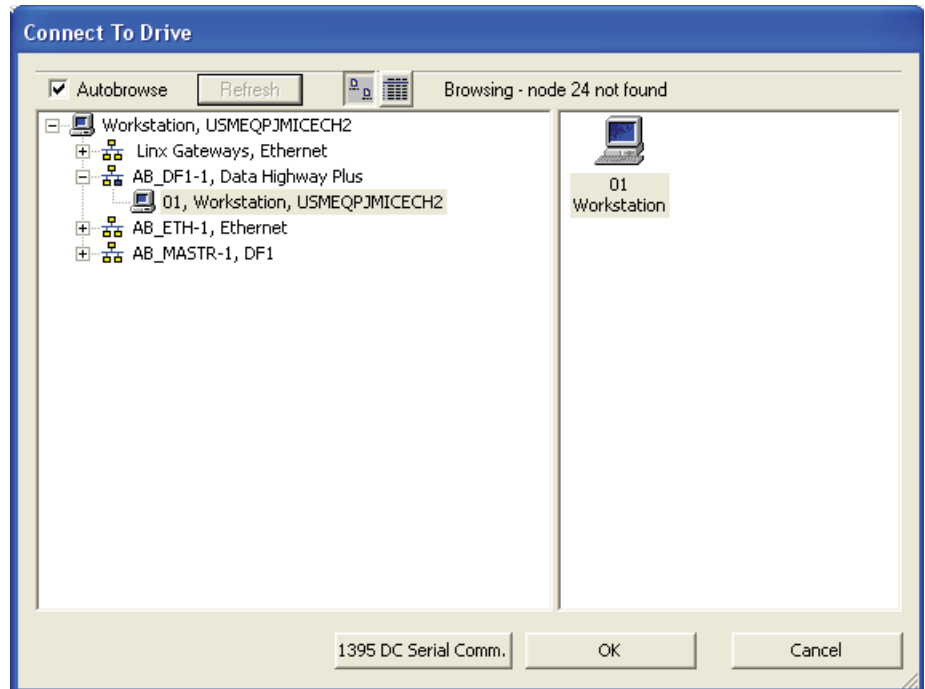 Connect To Drive
Autobrowse Refresh Browsing - node 24 not found
Workstation, USMEQPJMICECH2
Linx Gateways, Ethernet
AB_DF1-1, Data Highway Plus
01, Workstation, USMEQPJMICECH2
AB_ETH-1, Ethernet
AB_MASTR-1, DF1
01
Workstation
1395 DC Serial Comm. OK Cancel